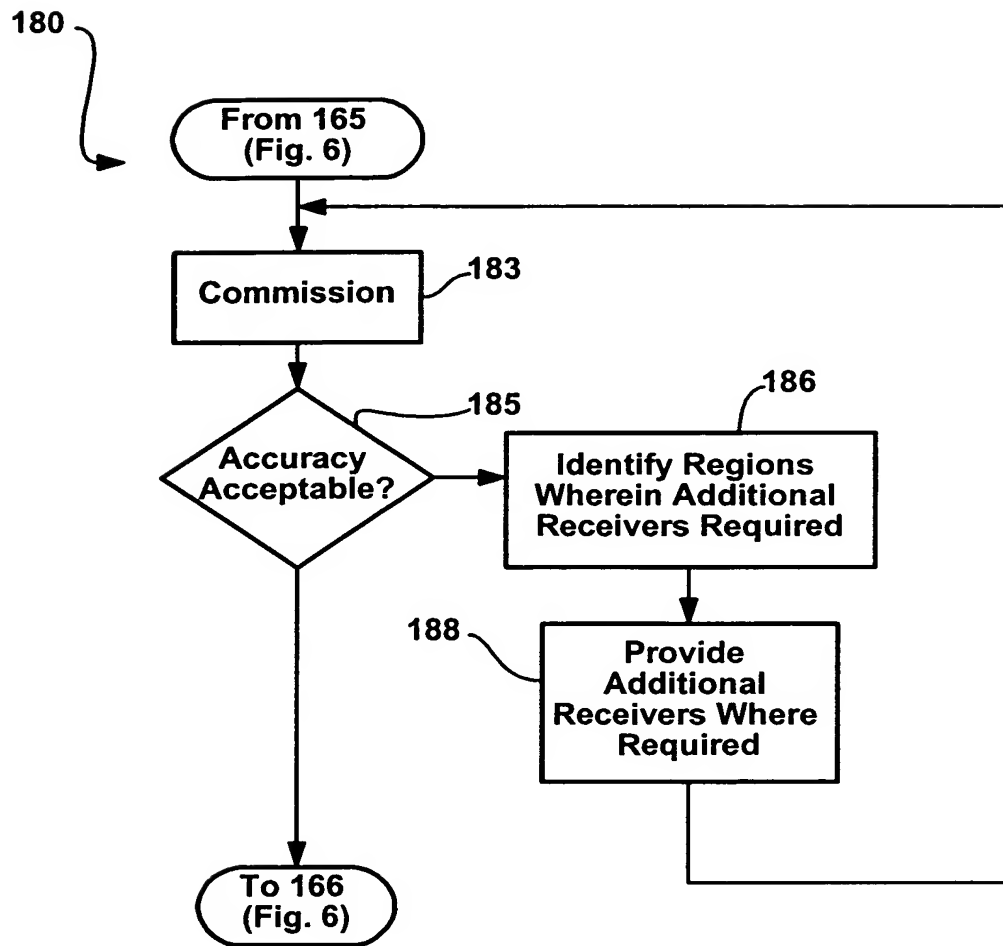 180
From 165
(Fig. 6)
Commission
183
Accuracy
Acceptable?
185
186
Identify Regions
Wherein Additional
Receivers Required
188
Provide
Additional
Receivers Where
Required
To 166
(Fig. 6)